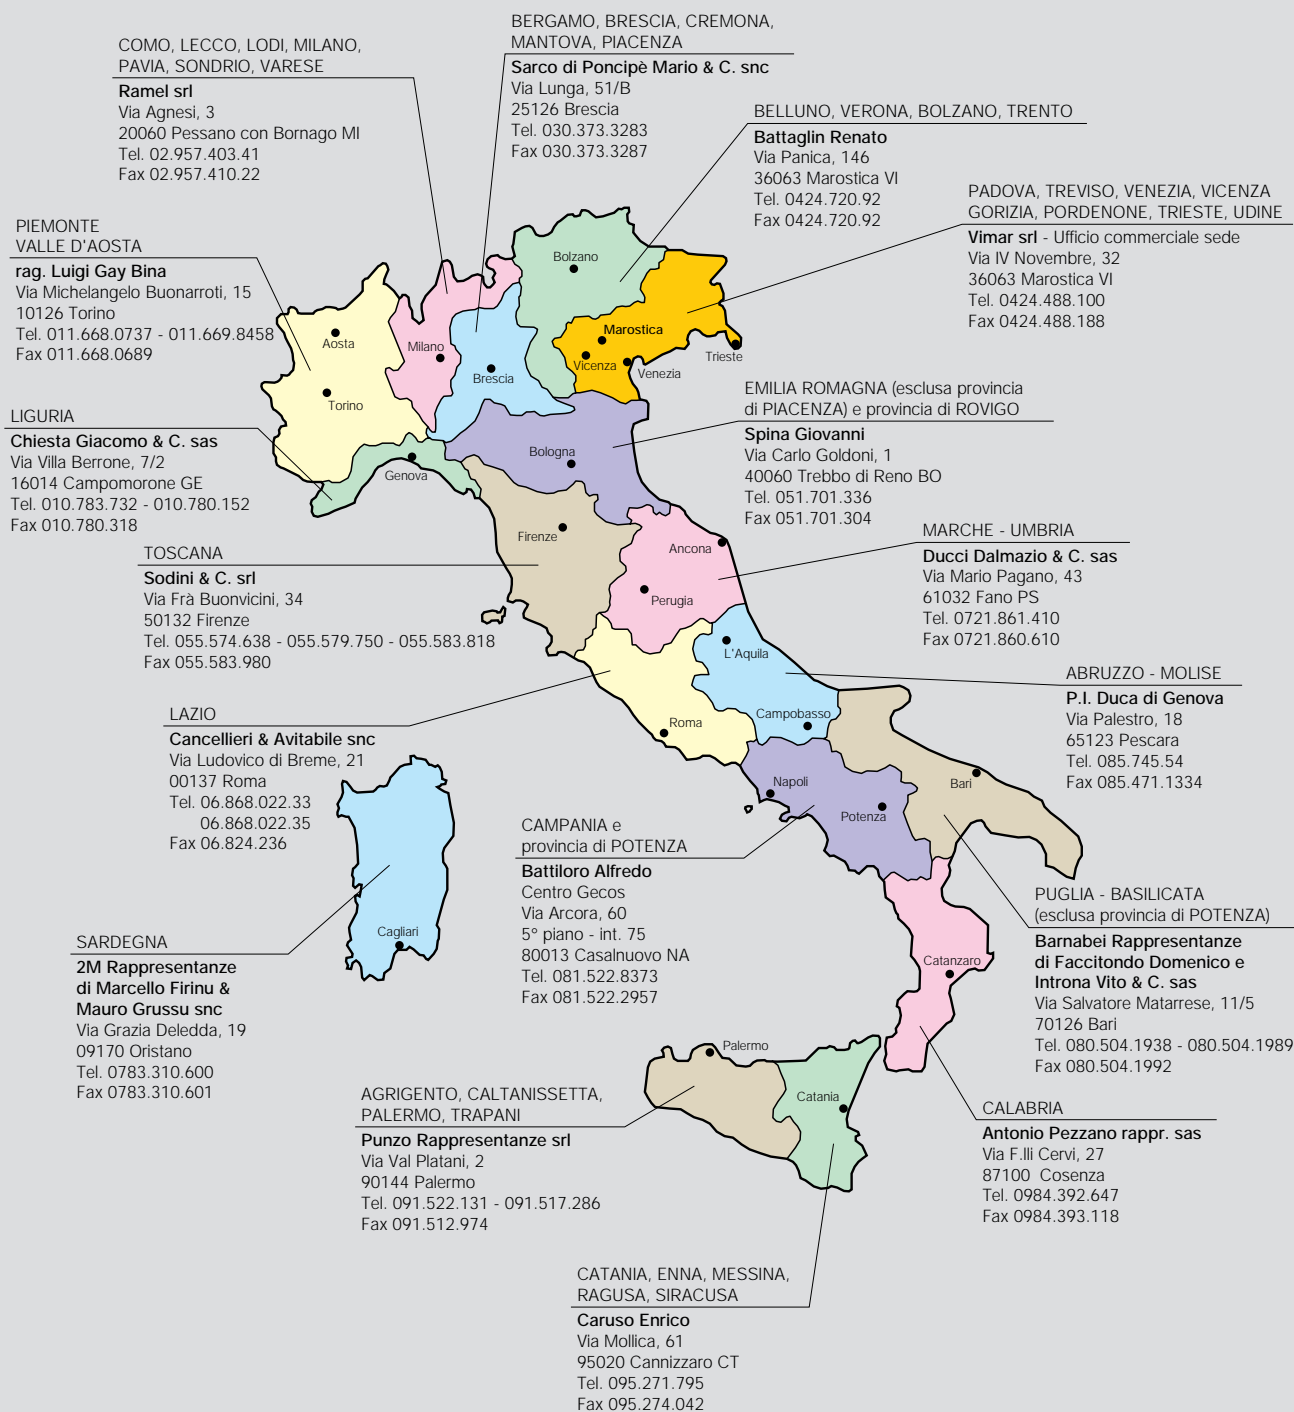 COMO, LECCO, LODI, MILANO,
PAVIA, SONDRIO, VARESE
Ramel srl
Via Agnesi, 3
20060 Pessano con Bornago MI
Tel. 02.957.403.41
Fax 02.957.410.22
BERGAMO, BRESCIA, CREMONA,
MANTOVA, PIACENZA
Sarco di Poncipè Mario & C. snc
Via Lunga, 51/B
25126 Brescia
Tel. 030.373.3283
Fax 030.373.3287
BELLUNO, VERONA, BOLZANO, TRENTO
Battaglin Renato
Via Panica, 146
36063 Marostica VI
Tel. 0424.720.92
Fax 0424.720.92
PADOVA, TREVISO, VENEZIA, VICENZA
GORIZIA, PORDENONE, TRIESTE, UDINE
Vimar srl - Ufficio commerciale sede
Via IV Novembre, 32
36063 Marostica VI
Tel. 0424.488.100
Fax 0424.488.188
PIEMONTE
VALLE D'AOSTA
rag. Luigi Gay Bina
Via Michelangelo Buonarroti, 15
10126 Torino
Tel. 011.668.0737 - 011.669.8458
Fax 011.668.0689
LIGURIA
Chiesta Giacomo & C. sas
Via Villa Berrone, 7/2
16014 Campomorone GE
Tel. 010.783.732 - 010.780.152
Fax 010.780.318
EMILIA ROMAGNA (esclusa provincia
di PIACENZA) e provincia di ROVIGO
Spina Giovanni
Via Carlo Goldoni, 1
40060 Trebbo di Reno BO
Tel. 051.701.336
Fax 051.701.304
MARCHE - UMBRIA
Ducci Dalmazio & C. sas
Via Mario Pagano, 43
61032 Fano PS
Tel. 0721.861.410
Fax 0721.860.610
TOSCANA
Sodini & C. srl
Via Frà Buonvicini, 34
50132 Firenze
Tel. 055.574.638 - 055.579.750 - 055.583.818
Fax 055.583.980
ABRUZZO - MOLISE
P.I. Duca di Genova
Via Palestro, 18
65123 Pescara
Tel. 085.745.54
Fax 085.471.1334
LAZIO
Cancellieri & Avitabile snc
Via Ludovico di Breme, 21
00137 Roma
Tel. 06.868.022.33
06.868.022.35
Fax 06.824.236
CAMPANIA e
provincia di POTENZA
Battiloro Alfredo
Centro Gecos
Via Arcora, 60
5° piano - int. 75
80013 Casalnuovo NA
Tel. 081.522.8373
Fax 081.522.2957
PUGLIA - BASILICATA
(esclusa provincia di POTENZA)
Barnabei Rappresentanze
di Faccitondo Domenico e
Introna Vito & C. sas
Via Salvatore Matarrese, 11/5
70126 Bari
Tel. 080.504.1938 - 080.504.1989
Fax 080.504.1992
SARDEGNA
2M Rappresentanze
di Marcello Firinu &
Mauro Grussu snc
Via Grazia Deledda, 19
09170 Oristano
Tel. 0783.310.600
Fax 0783.310.601
AGRIGENTO, CALTANISSETTA,
PALERMO, TRAPANI
Punzo Rappresentanze srl
Via Val Platani, 2
90144 Palermo
Tel. 091.522.131 - 091.517.286
Fax 091.512.974
CALABRIA
Antonio Pezzano rappr. sas
Via F.lli Cervi, 27
87100 Cosenza
Tel. 0984.392.647
Fax 0984.393.118
CATANIA, ENNA, MESSINA,
RAGUSA, SIRACUSA
Caruso Enrico
Via Mollica, 61
95020 Cannizzaro CT
Tel. 095.271.795
Fax 095.274.042
Bolzano
Aosta
Milano
Marostica
Vicenza
Venezia
Trieste
Brescia
Torino
Bologna
Genova
Firenze
Ancona
Perugia
L'Aquila
Roma
Campobasso
Napoli
Potenza
Bari
Cagliari
Catanzaro
Palermo
Catania